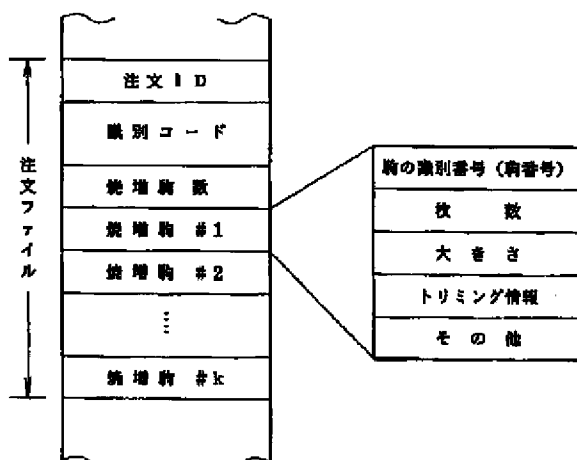 注文ファイル
注文ID
識別コード
焼増駒数
焼増駒 #1
焼増駒 #2
⋮
焼増駒 #k
駒の識別番号(駒番号)
枚数
大きさ
トリミング情報
その他